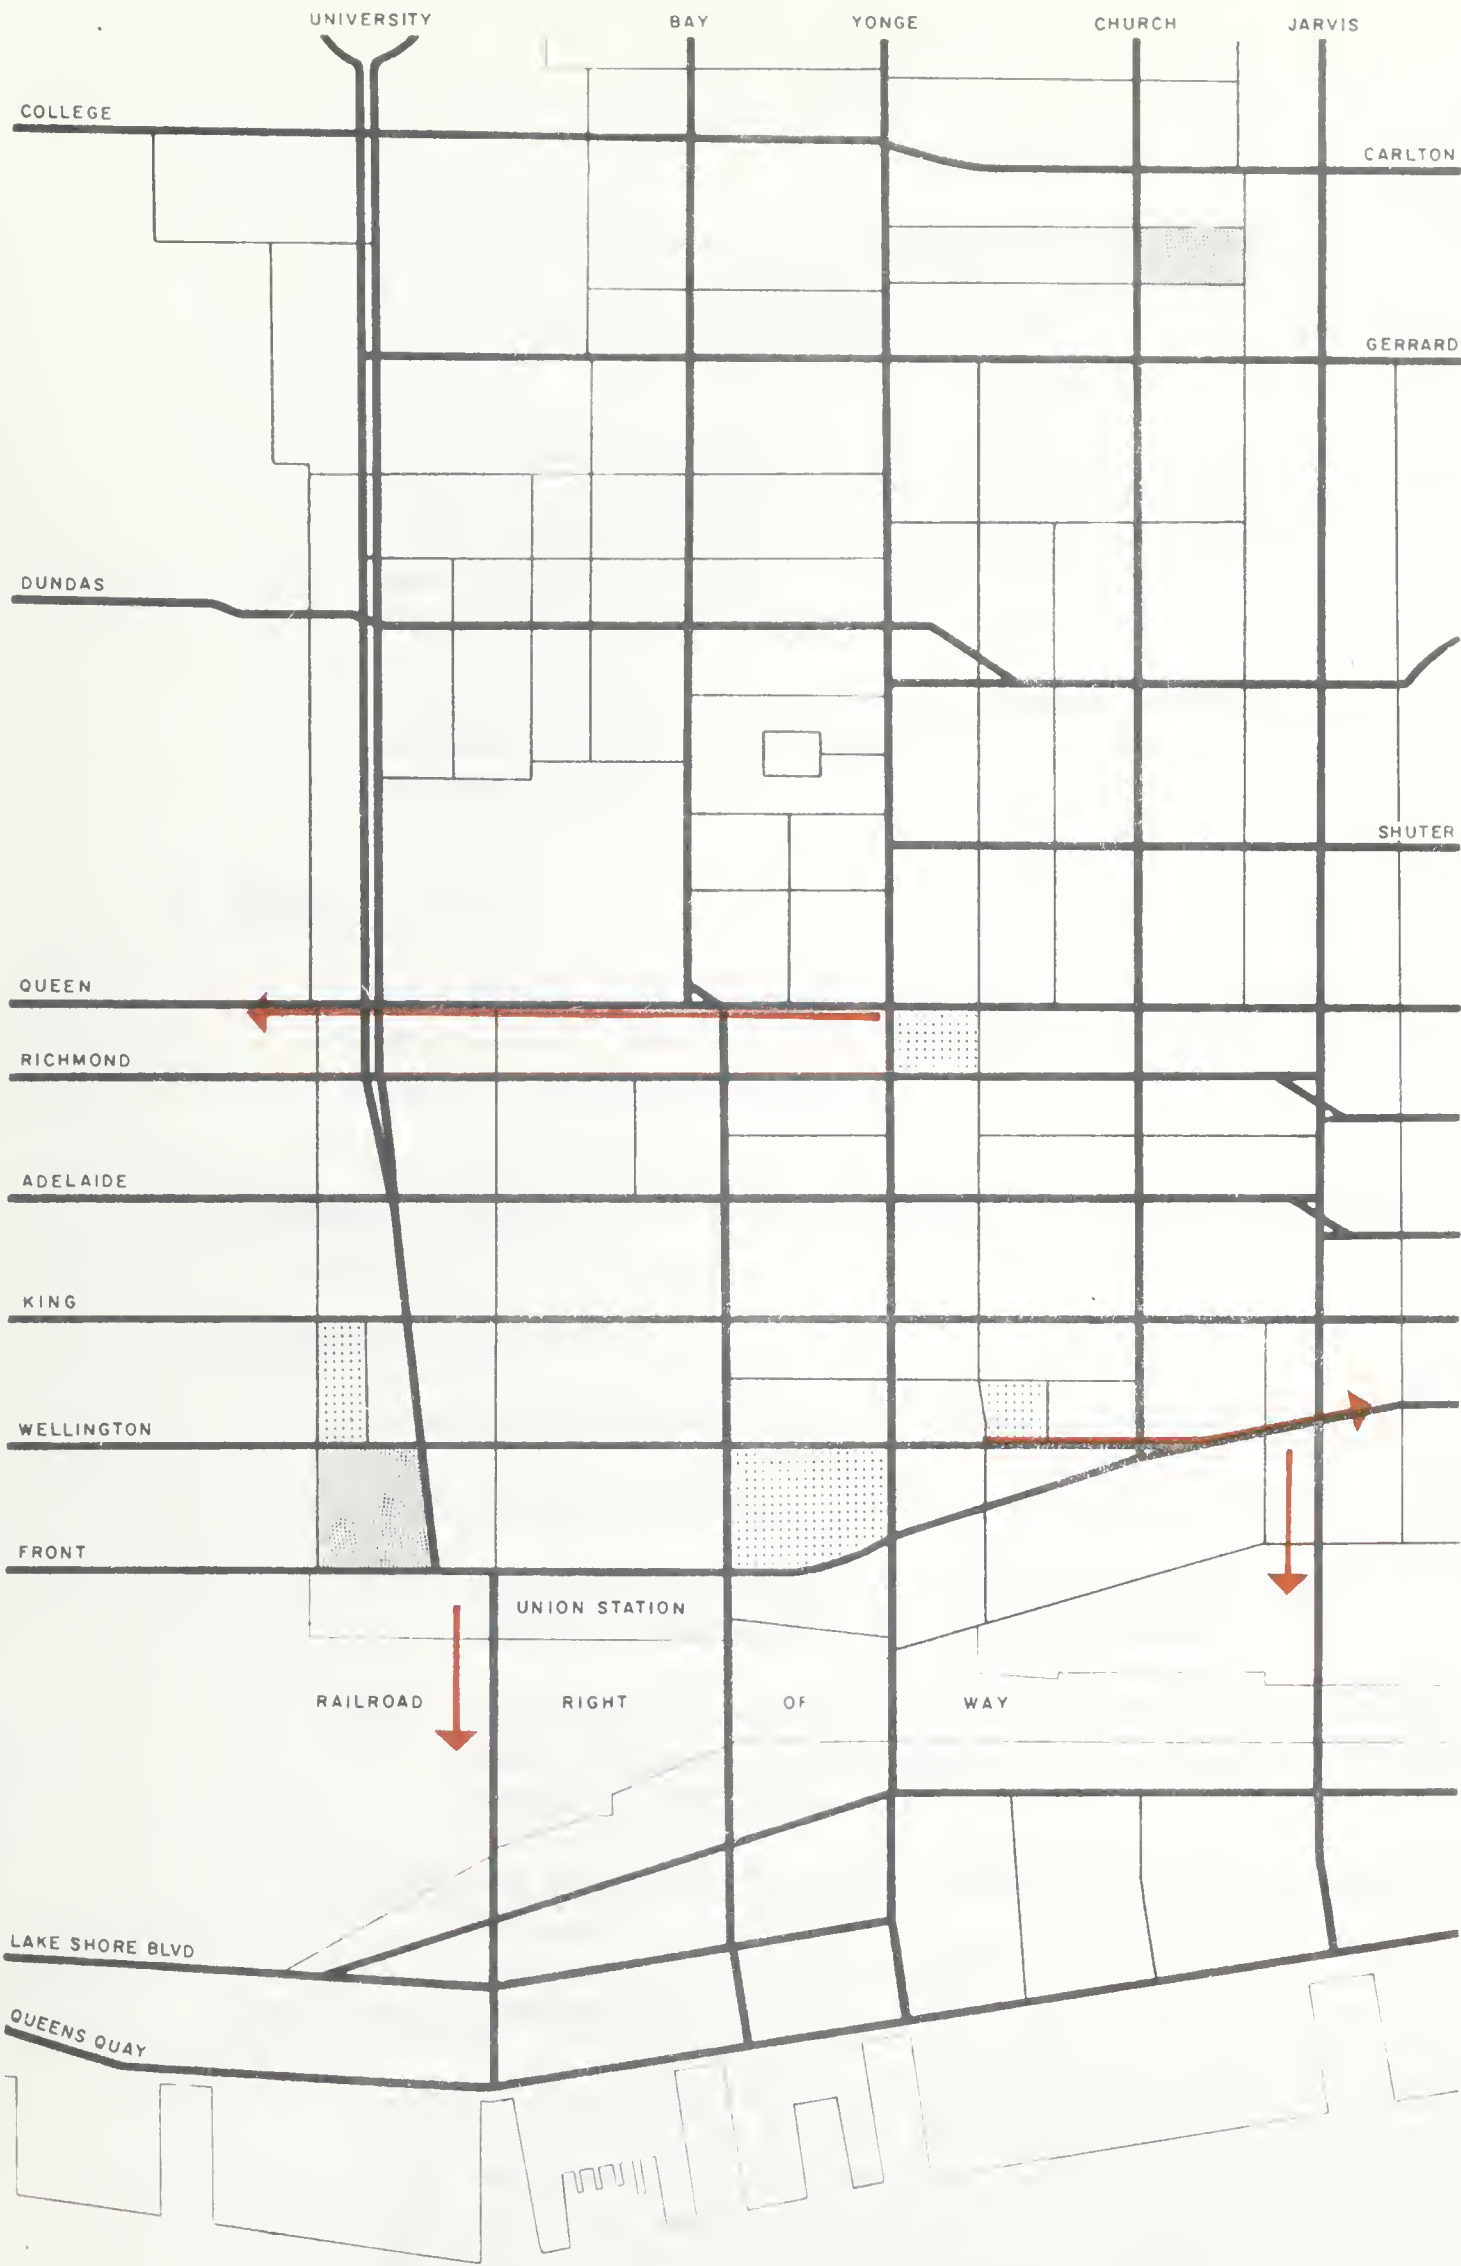 UNIVERSITY
BAY
YONGE
CHURCH
JARVIS
COLLEGE
CARLTON
GERRARD
DUNDAS
SHUTER
QUEEN
RICHMOND
ADELAIDE
KING
WELLINGTON
FRONT
UNION STATION
RAILROAD RIGHT OF WAY
LAKE SHORE BLVD
QUEENS QUAY